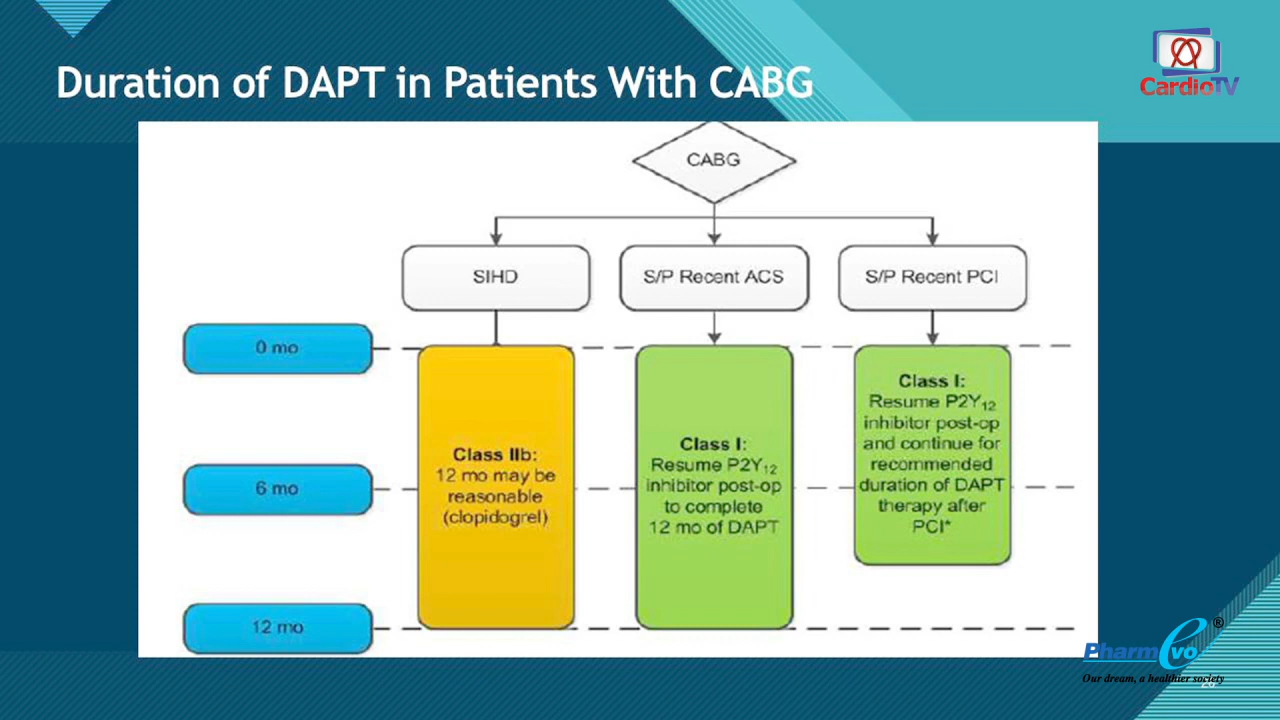 Duration of DAPT in Patients With CABG
CardioTV
CABG
SIHD
S/P Recent ACS
S/P Recent PCI
0 mo
6 mo
12 mo
Class IIb:
12 mo may be
reasonable
(clopidogrel)
Class I:
Resume P2Y₁₂
inhibitor post-op
to complete
12 mo of DAPT
Class I:
Resume P2Y₁₂
inhibitor post-op
and continue for
recommended
duration of DAPT
therapy after
PCI*
PharmEvo®
Our dream, a healthier society